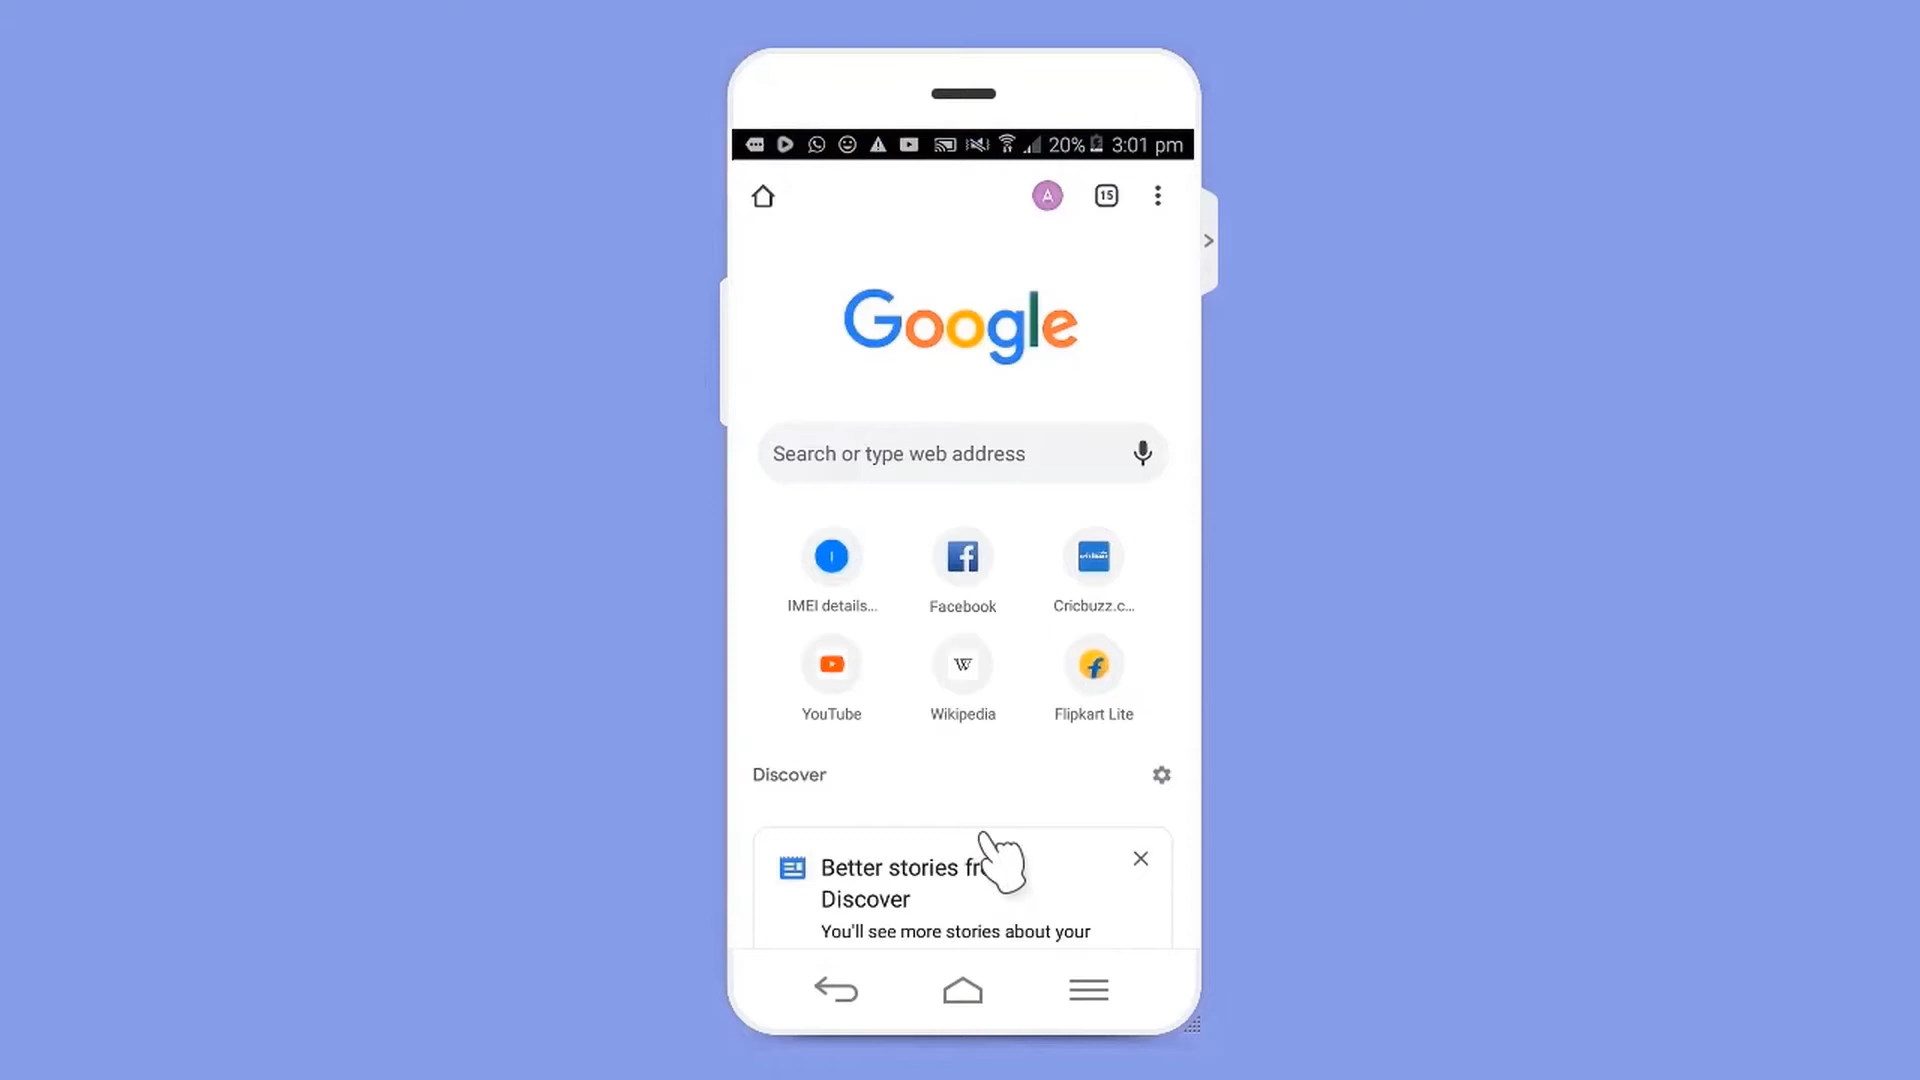 20% 3:01 pm
A 15
Google
Search or type web address
IMEI details... Facebook Cricbuzz.c...
YouTube Wikipedia Flipkart Lite
Discover
Better stories fr
Discover
You'll see more stories about your